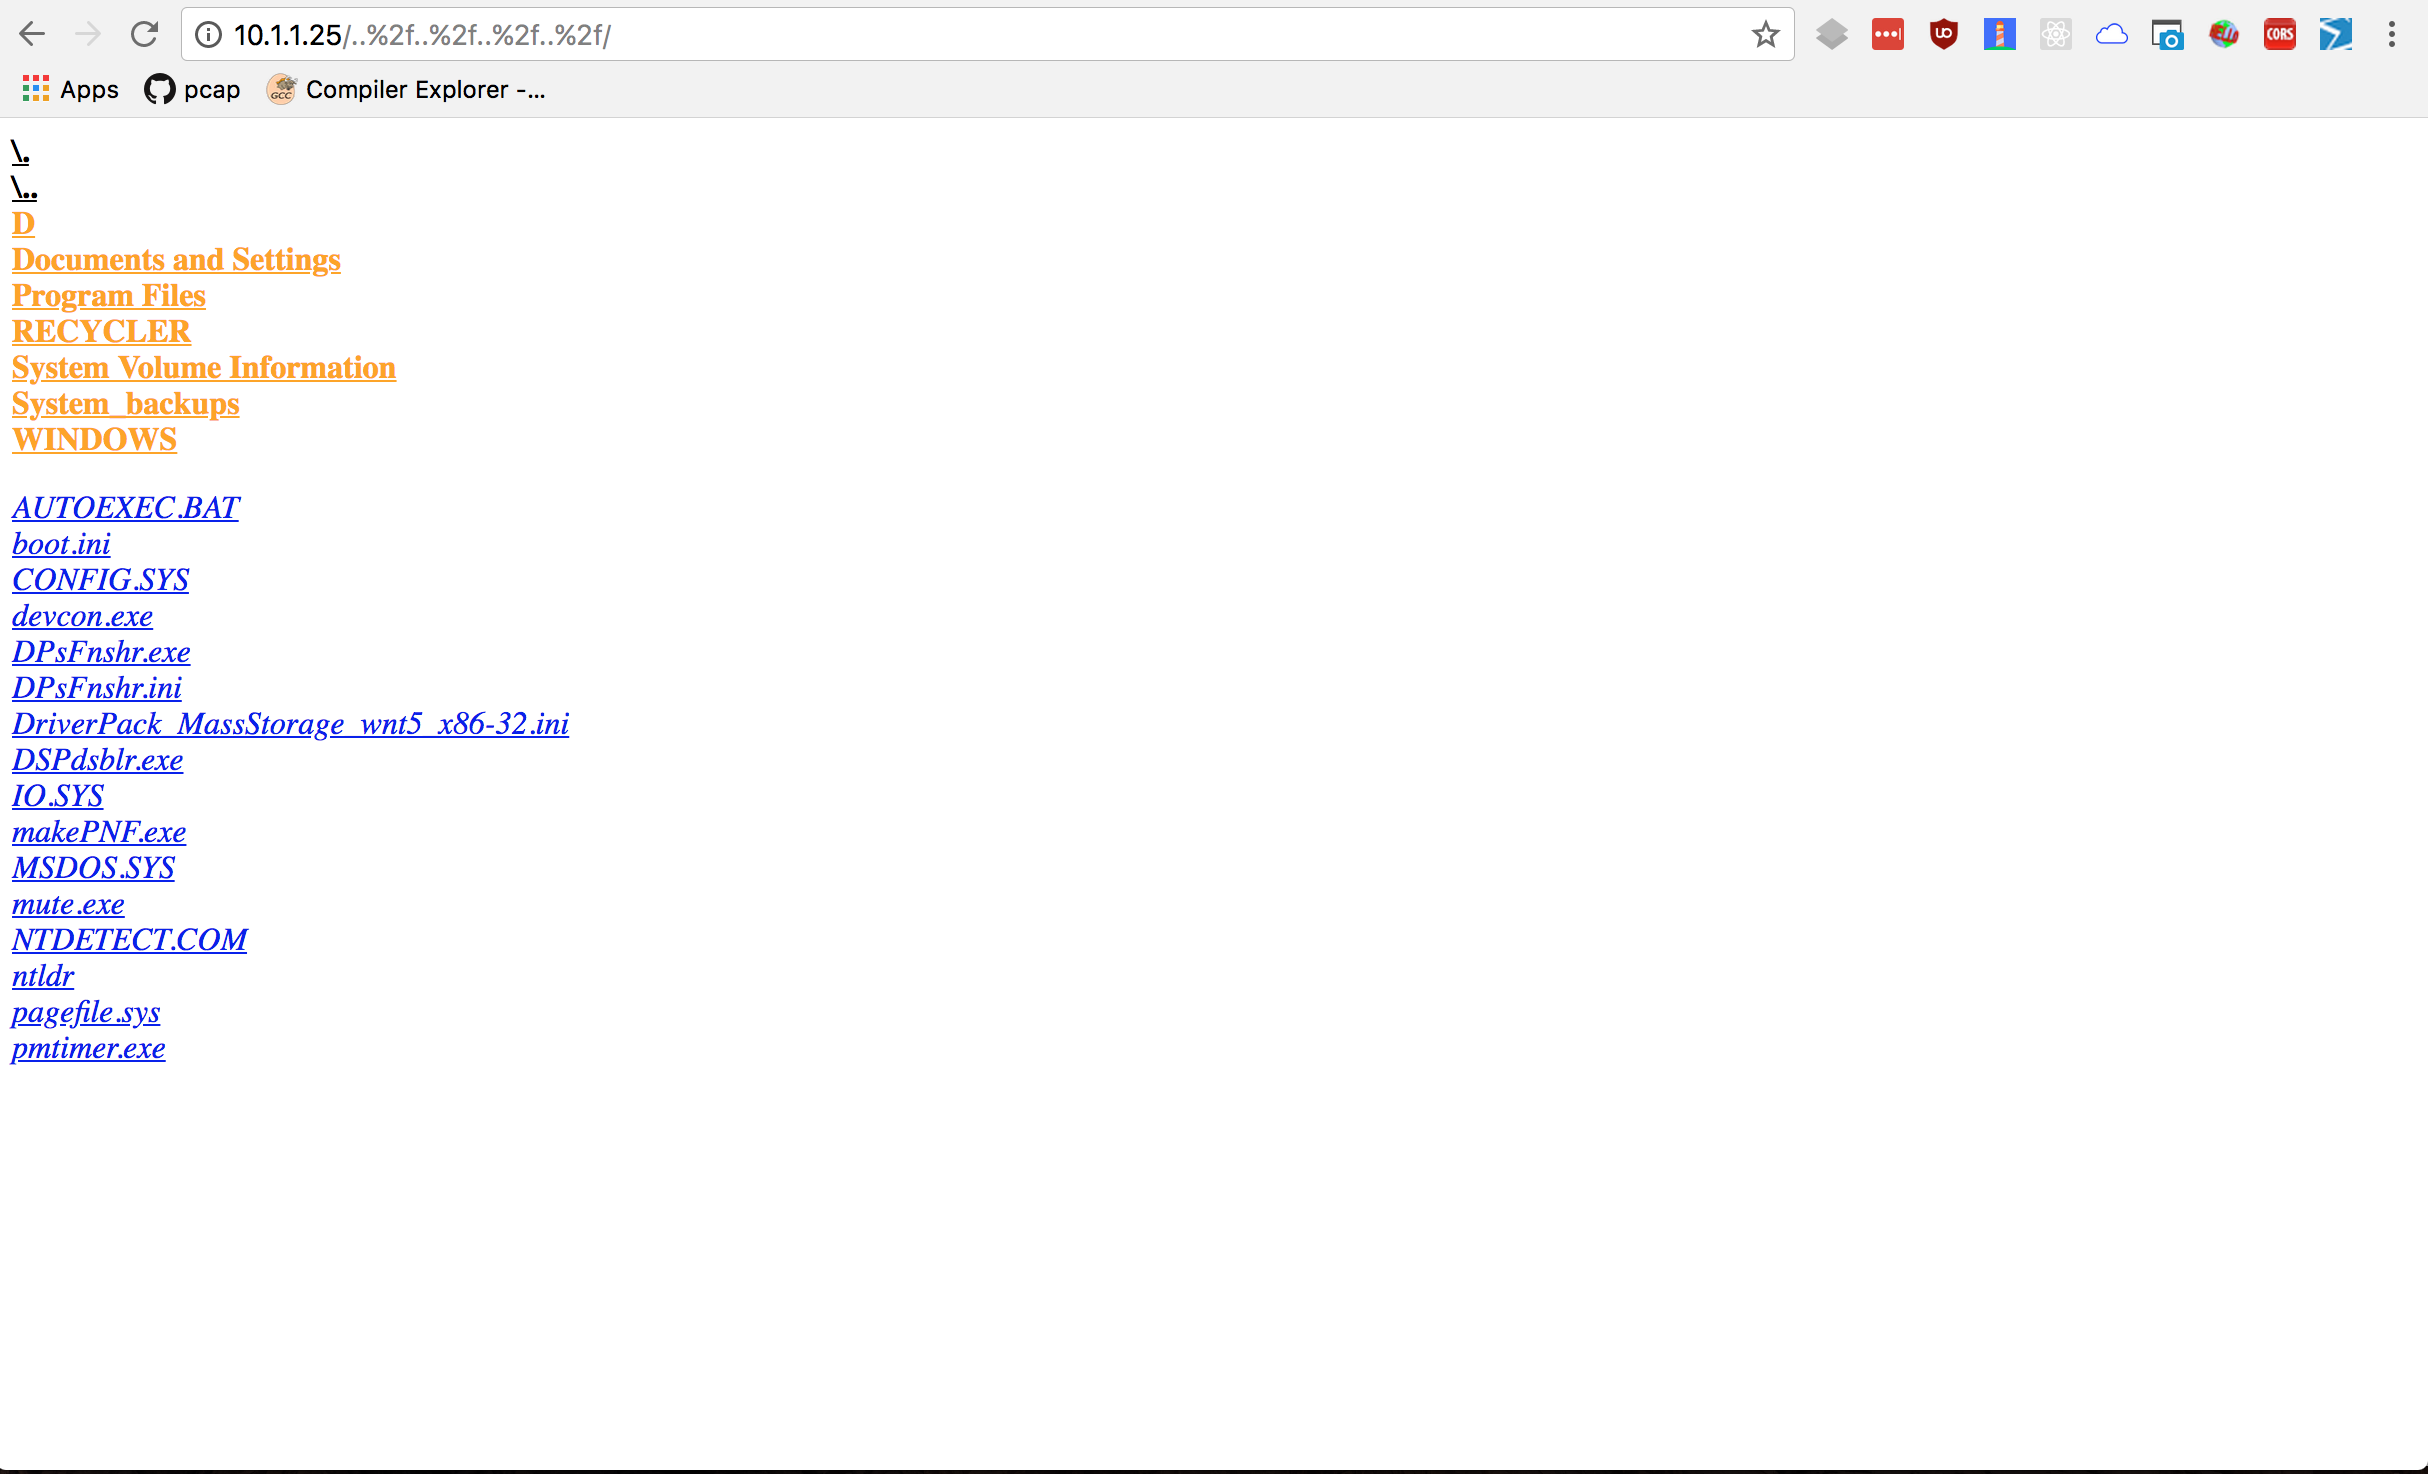 10.1.1.25/..%2f..%2f..%2f..%2f/
Apps pcap Compiler Explorer -...
\.
\..
D
Documents and Settings
Program Files
RECYCLER
System Volume Information
System_backups
WINDOWS
AUTOEXEC.BAT
boot.ini
CONFIG.SYS
devcon.exe
DPsFnshr.exe
DPsFnshr.ini
DriverPack_MassStorage_wnt5_x86-32.ini
DSPdsblr.exe
IO.SYS
makePNF.exe
MSDOS.SYS
mute.exe
NTDETECT.COM
ntldr
pagefile.sys
pmtimer.exe